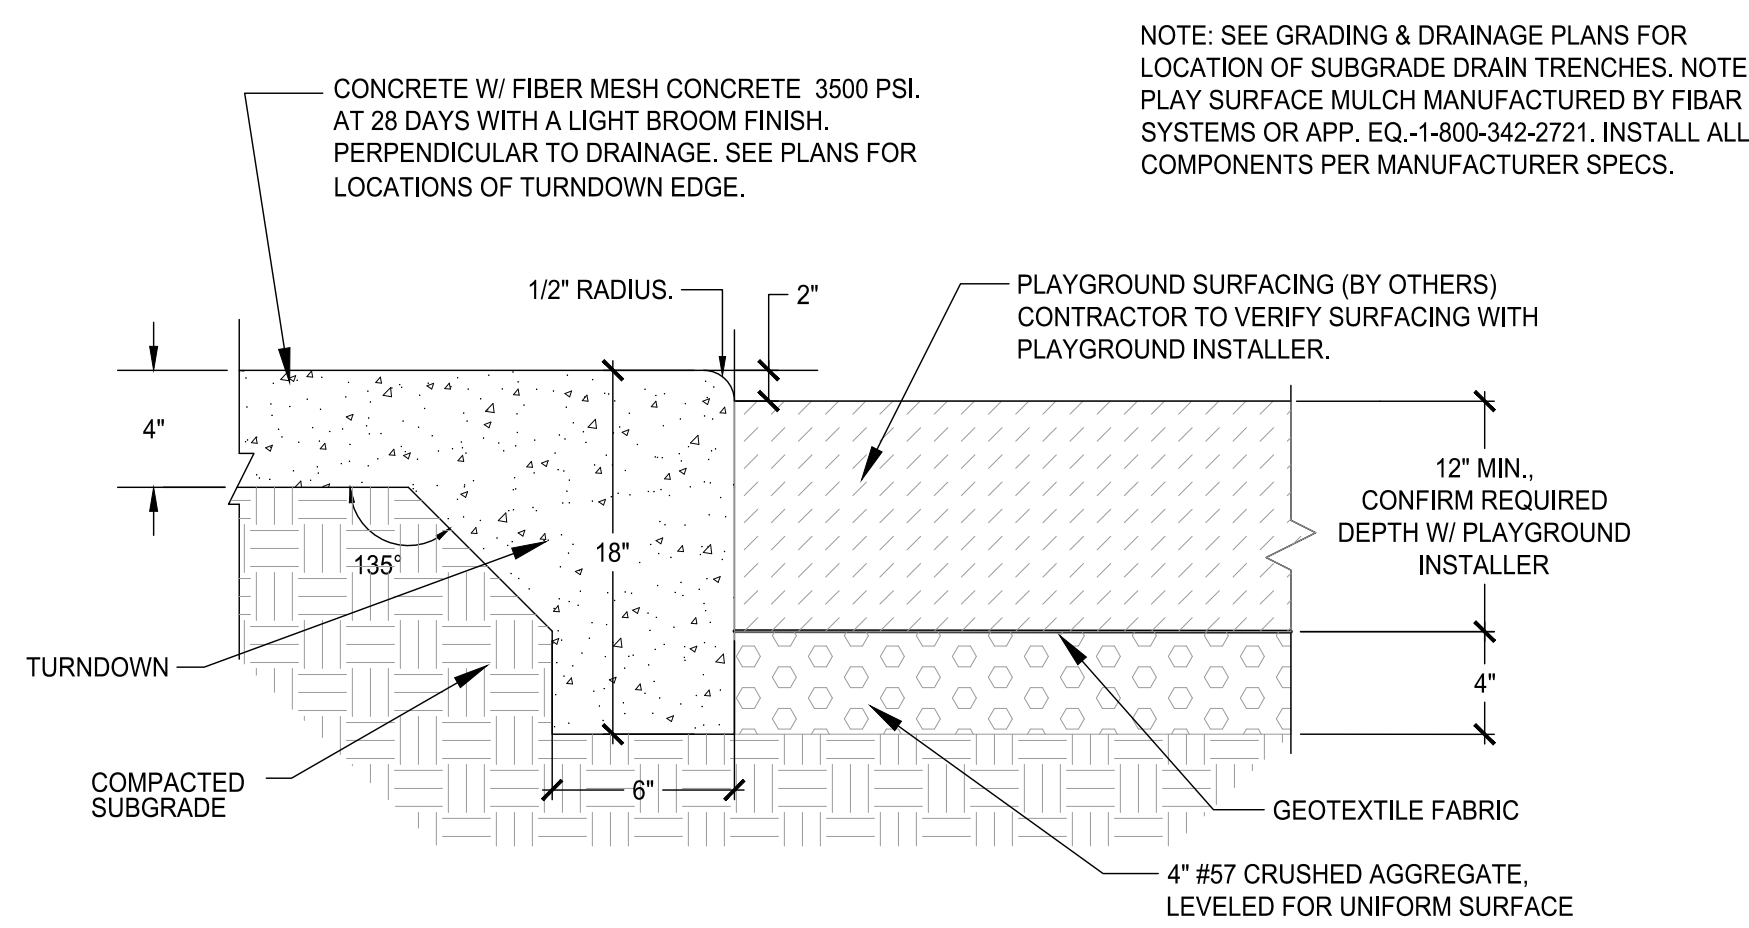 NOTE: SEE GRADING & DRAINAGE PLANS FOR
LOCATION OF SUBGRADE DRAIN TRENCHES. NOTE
PLAY SURFACE MULCH MANUFACTURED BY FIBAR
SYSTEMS OR APP. EQ.-1-800-342-2721. INSTALL ALL
COMPONENTS PER MANUFACTURER SPECS.
CONCRETE W/ FIBER MESH CONCRETE 3500 PSI.
AT 28 DAYS WITH A LIGHT BROOM FINISH.
PERPENDICULAR TO DRAINAGE. SEE PLANS FOR
LOCATIONS OF TURNDOWN EDGE.
1/2" RADIUS.
2"
PLAYGROUND SURFACING (BY OTHERS)
CONTRACTOR TO VERIFY SURFACING WITH
PLAYGROUND INSTALLER.
4"
12" MIN.,
CONFIRM REQUIRED
DEPTH W/ PLAYGROUND
INSTALLER
18"
135°
TURNDOWN
4"
COMPACTED
SUBGRADE
6"
GEOTEXTILE FABRIC
4" #57 CRUSHED AGGREGATE,
LEVELED FOR UNIFORM SURFACE